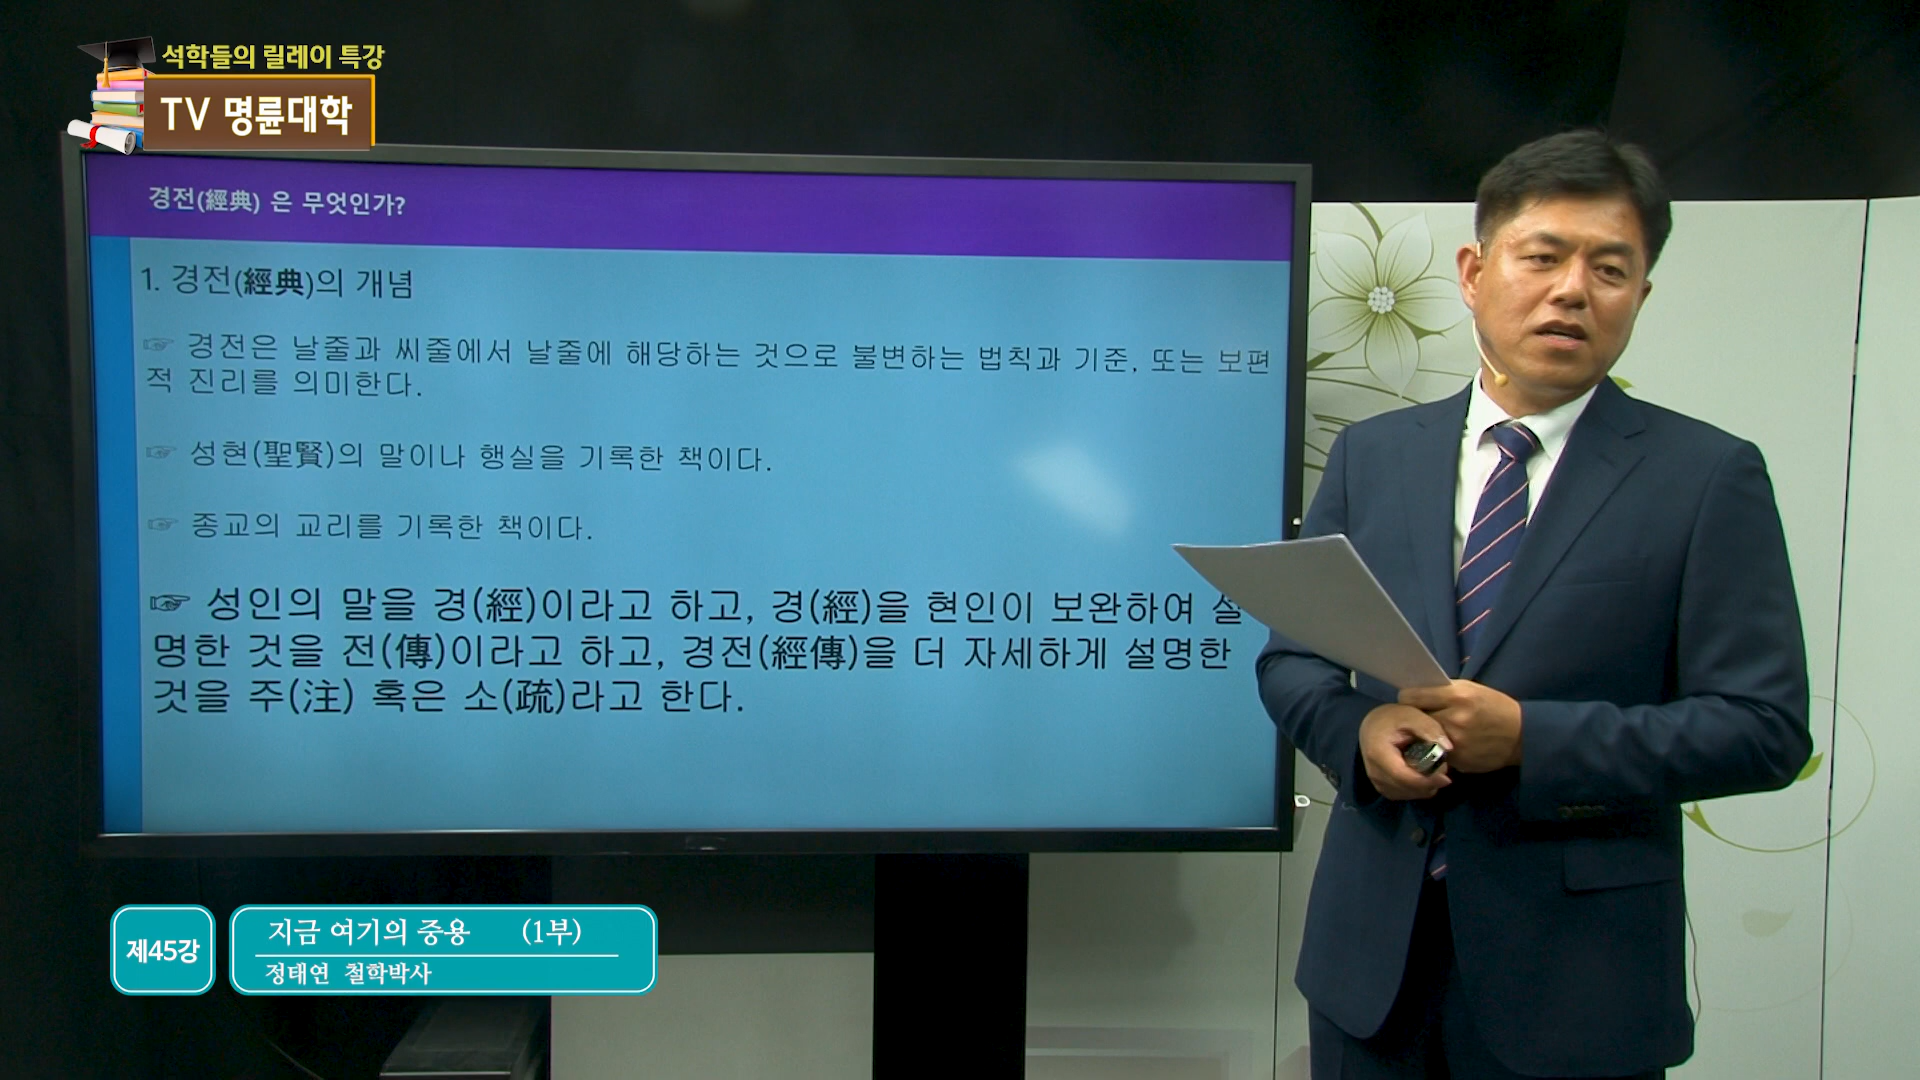 석학들의 릴레이 특강
TV 명륜대학
경전(經典) 은 무엇인가?
1. 경전(經典)의 개념
☞ 경전은 날줄과 씨줄에서 날줄에 해당하는 것으로 불변하는 법칙과 기준, 또는 보편
적 진리를 의미한다.
☞ 성현(聖賢)의 말이나 행실을 기록한 책이다.
☞ 종교의 교리를 기록한 책이다.
☞ 성인의 말을 경(經)이라고 하고, 경(經)을 현인이 보완하여 설
명한 것을 전(傳)이라고 하고, 경전(經傳)을 더 자세하게 설명한
것을 주(注) 혹은 소(疏)라고 한다.
제45강
지금 여기의 중용 (1부)
정태연 철학박사